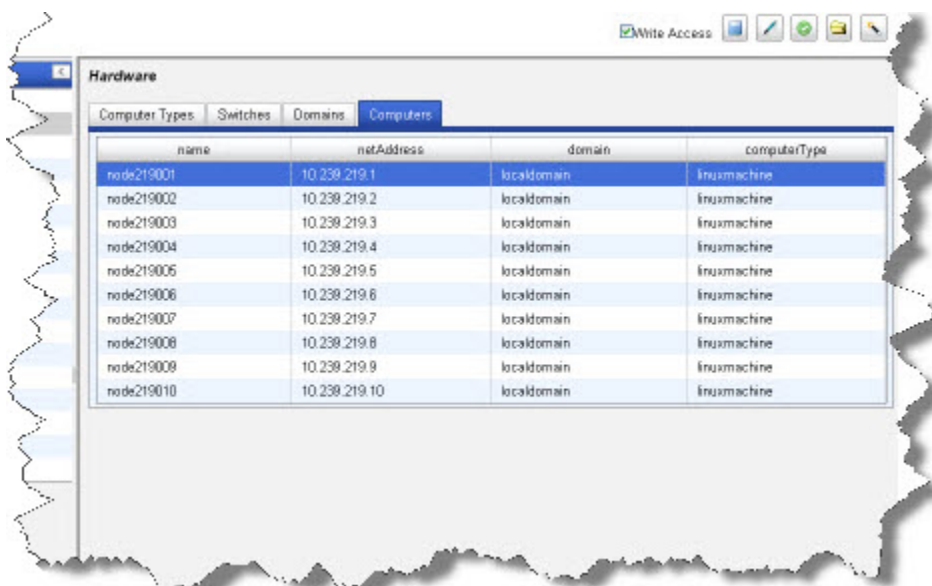 Write Access
Hardware
Computer Types Switches Domains Computers
name netAddress domain computerType
node219001 10.239.219.1 localdomain linuxmachine
node219002 10.239.219.2 localdomain linuxmachine
node219003 10.239.219.3 localdomain linuxmachine
node219004 10.239.219.4 localdomain linuxmachine
node219005 10.239.219.5 localdomain linuxmachine
node219006 10.239.219.6 localdomain linuxmachine
node219007 10.239.219.7 localdomain linuxmachine
node219008 10.239.219.8 localdomain linuxmachine
node219009 10.239.219.9 localdomain linuxmachine
node219010 10.239.219.10 localdomain linuxmachine